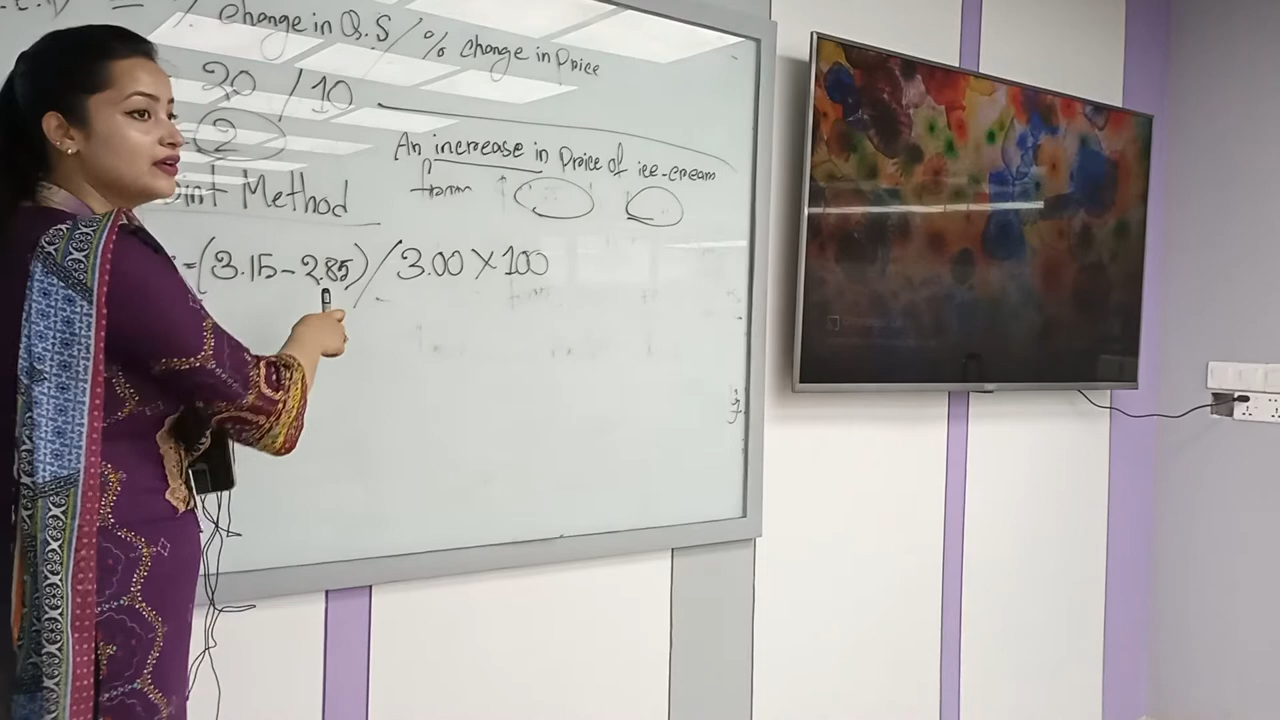 % change in Q.S / % change in Price
20 / 10
2
An increase in Price of ice-cream
form
Method
= (3.15 - 2.85) / 3.00 X 100